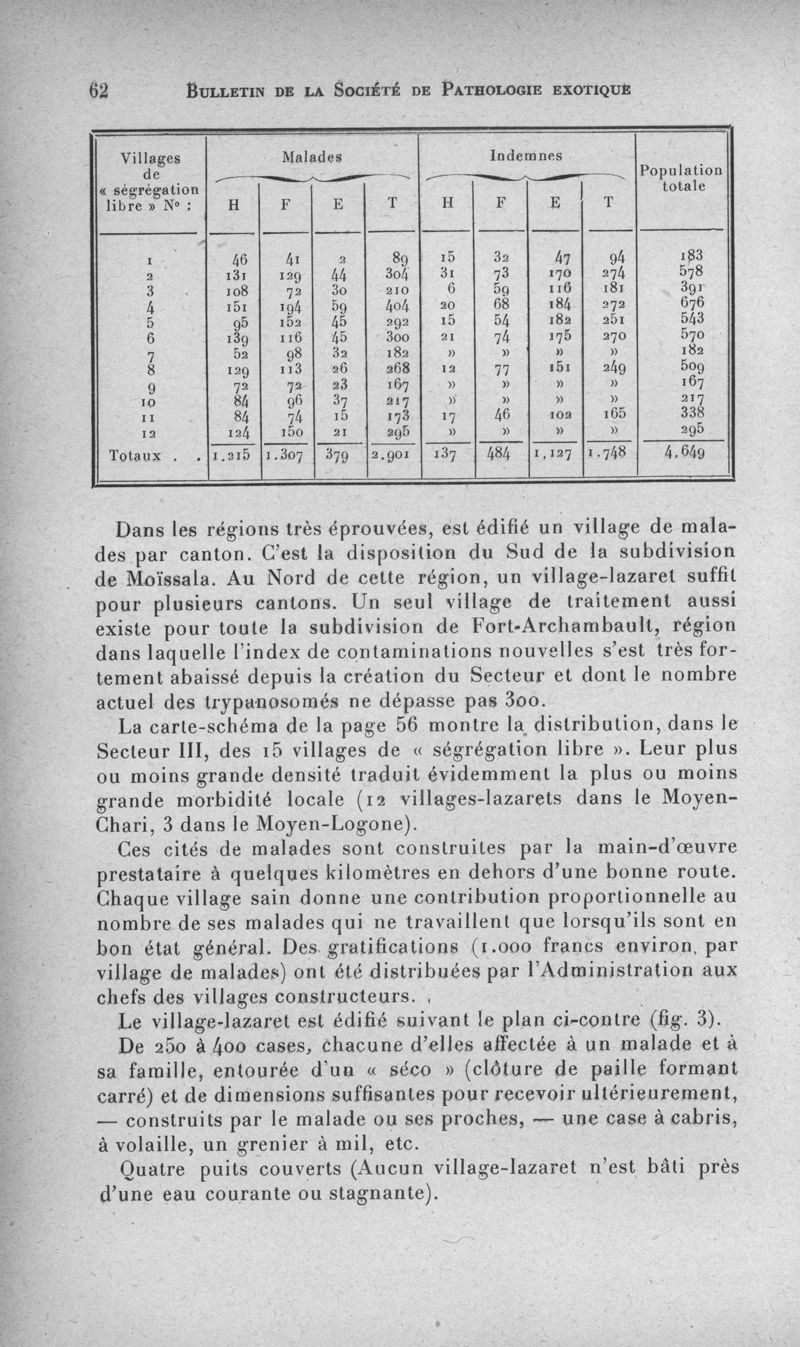 62 BULLETIN DE LA SOCIÉTÉ DE PATHOLOGIE EXOTIQUE
Villages de « ségrégation libre » N° : Malades Indemnes Population totale
H F E T H F E T
1 46 41 2 89 15 32 47 94 183
2 131 129 44 304 31 73 170 274 578
3 108 72 30 210 6 59 116 181 391
4 151 194 59 404 20 68 184 272 676
5 95 152 45 292 15 54 182 251 543
6 139 116 45 300 21 74 175 270 570
7 52 98 32 182 » » » » 182
8 129 113 26 268 12 77 151 249 509
9 72 72 23 167 » » » » 167
10 84 96 37 217 » » » » 217
11 84 74 15 173 17 46 102 165 338
12 124 150 21 295 » » » » 295
Totaux . . 1.215 1.307 379 2.901 137 484 1,127 1.748 4.649
Dans les régions très éprouvées, est édifié un village de mala-
des par canton. C'est la disposition du Sud de la subdivision
de Moïssala. Au Nord de cette région, un village-lazaret suffit
pour plusieurs cantons. Un seul village de traitement aussi
existe pour toute la subdivision de Fort-Archambault, région
dans laquelle l'index de contaminations nouvelles s'est très for-
tement abaissé depuis la création du Secteur et dont le nombre
actuel des trypanosomés ne dépasse pas 300.
La carte-schéma de la page 56 montre la distribution, dans le
Secteur III, des 15 villages de « ségrégation libre ». Leur plus
ou moins grande densité traduit évidemment la plus ou moins
grande morbidité locale (12 villages-lazarets dans le Moyen-
Chari, 3 dans le Moyen-Logone).
Ces cités de malades sont construites par la main-d'œuvre
prestataire à quelques kilomètres en dehors d'une bonne route.
Chaque village sain donne une contribution proportionnelle au
nombre de ses malades qui ne travaillent que lorsqu'ils sont en
bon état général. Des gratifications (1.000 francs environ, par
village de malades) ont été distribuées par l'Administration aux
chefs des villages constructeurs.
Le village-lazaret est édifié suivant le plan ci-contre (fig. 3).
De 250 à 400 cases, chacune d'elles affectée à un malade et à
sa famille, entourée d'un « séco » (clôture de paille formant
carré) et de dimensions suffisantes pour recevoir ultérieurement,
— construits par le malade ou ses proches, — une case à cabris,
à volaille, un grenier à mil, etc.
Quatre puits couverts (Aucun village-lazaret n'est bâti près
d'une eau courante ou stagnante).